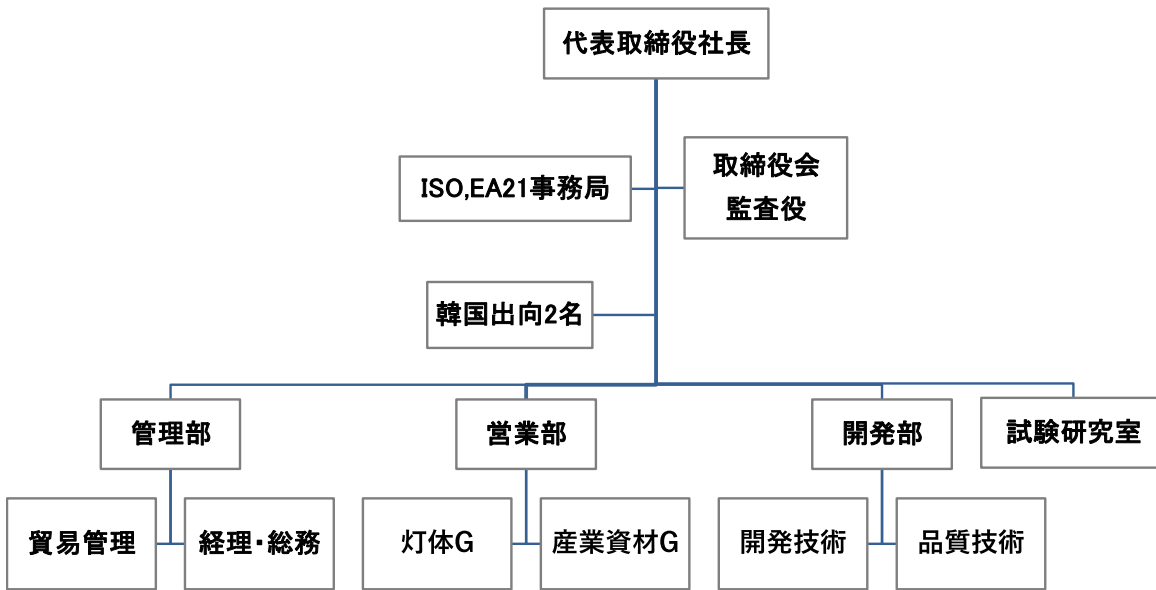 代表取締役社長
ISO,EA21事務局
取締役会
監査役
韓国出向2名
管理部
営業部
開発部
試験研究室
貿易管理
経理・総務
灯体G
産業資材G
開発技術
品質技術